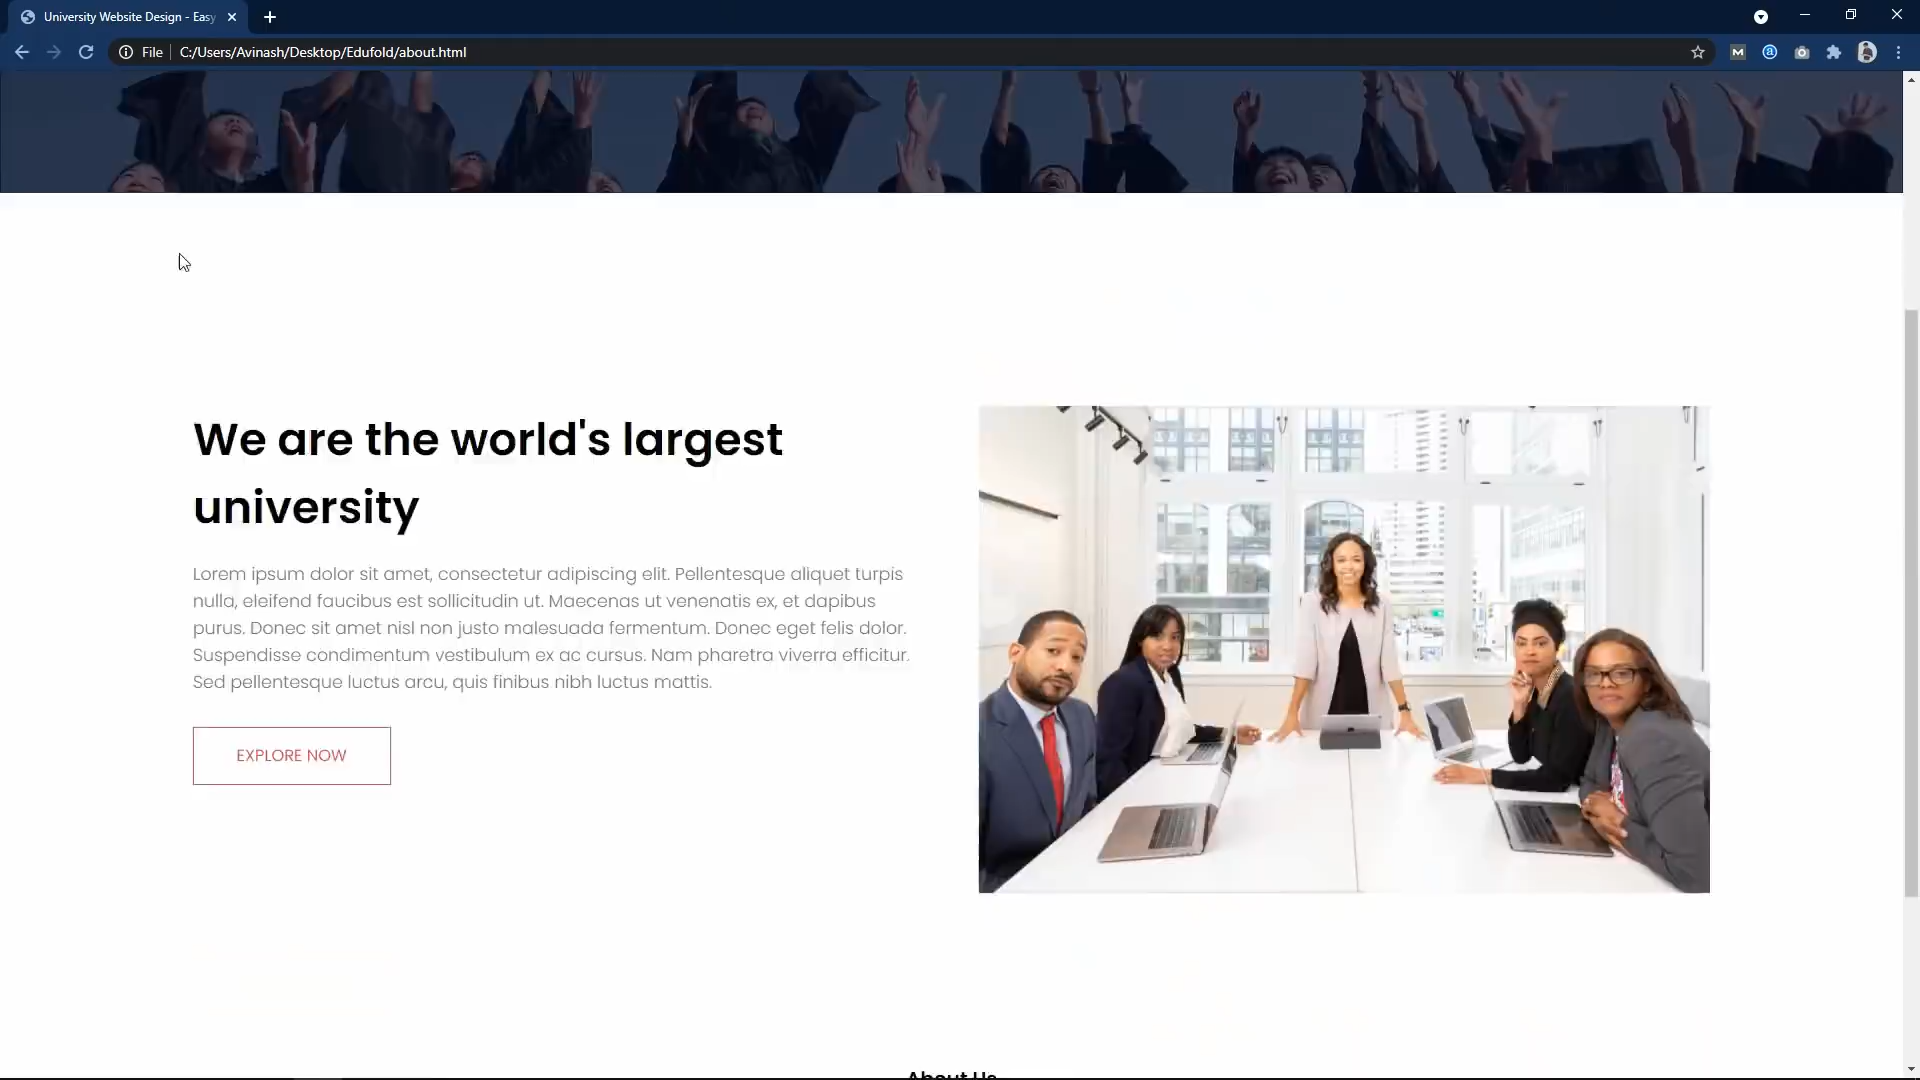 University Website Design - Easy
File
C:/Users/Avinash/Desktop/Edufold/about.html
We are the world's largest
university
Lorem ipsum dolor sit amet, consectetur adipiscing elit. Pellentesque aliquet turpis
nulla, eleifend faucibus est sollicitudin ut. Maecenas ut venenatis ex, et dapibus
purus. Donec sit amet nisl non justo malesuada fermentum. Donec eget felis dolor.
Suspendisse condimentum vestibulum ex ac cursus. Nam pharetra viverra efficitur.
Sed pellentesque luctus arcu, quis finibus nibh luctus mattis.
EXPLORE NOW
About Us